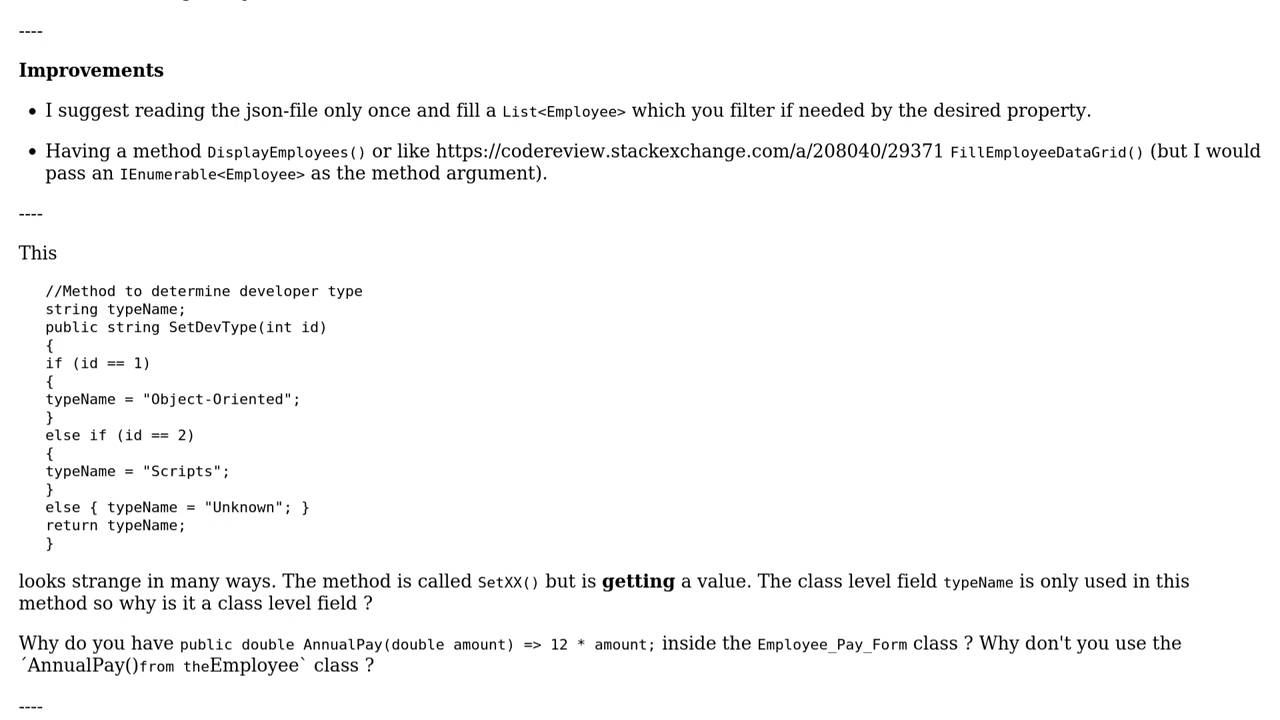 ----
Improvements
• I suggest reading the json-file only once and fill a List<Employee> which you filter if needed by the desired property.
• Having a method DisplayEmployees() or like https://codereview.stackexchange.com/a/208040/29371 FillEmployeeDataGrid() (but I would
pass an IEnumerable<Employee> as the method argument).
----
This
//Method to determine developer type
string typeName;
public string SetDevType(int id)
{
if (id == 1)
{
typeName = "Object-Oriented";
}
else if (id == 2)
{
typeName = "Scripts";
}
else { typeName = "Unknown"; }
return typeName;
}
looks strange in many ways. The method is called SetXX() but is getting a value. The class level field typeName is only used in this
method so why is it a class level field ?
Why do you have public double AnnualPay(double amount) => 12 * amount; inside the Employee_Pay_Form class ? Why don't you use the
´AnnualPay()from theEmployee` class ?
----